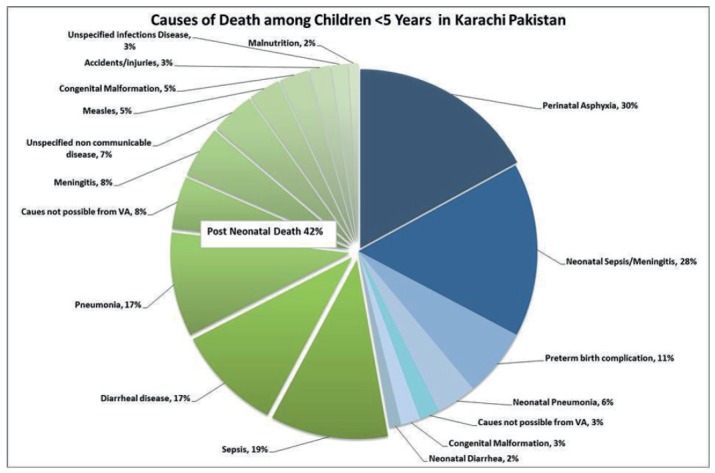 Causes of Death among Children <5 Years in Karachi Pakistan
Unspecified infections Disease,
3%
Malnutrition, 2%
Accidents/injuries, 3%
Congenital Malformation, 5%
Measles, 5%
Unspecified non communicable
disease, 7%
Meningitis, 8%
Caues not possible from VA, 8%
Post Neonatal Death 42%
Pneumonia, 17%
Diarrheal disease, 17%
Sepsis, 19%
Perinatal Asphyxia, 30%
Neonatal Sepsis/Meningitis, 28%
Preterm birth complication, 11%
Neonatal Pneumonia, 6%
Caues not possible from VA, 3%
Congenital Malformation, 3%
Neonatal Diarrhea, 2%